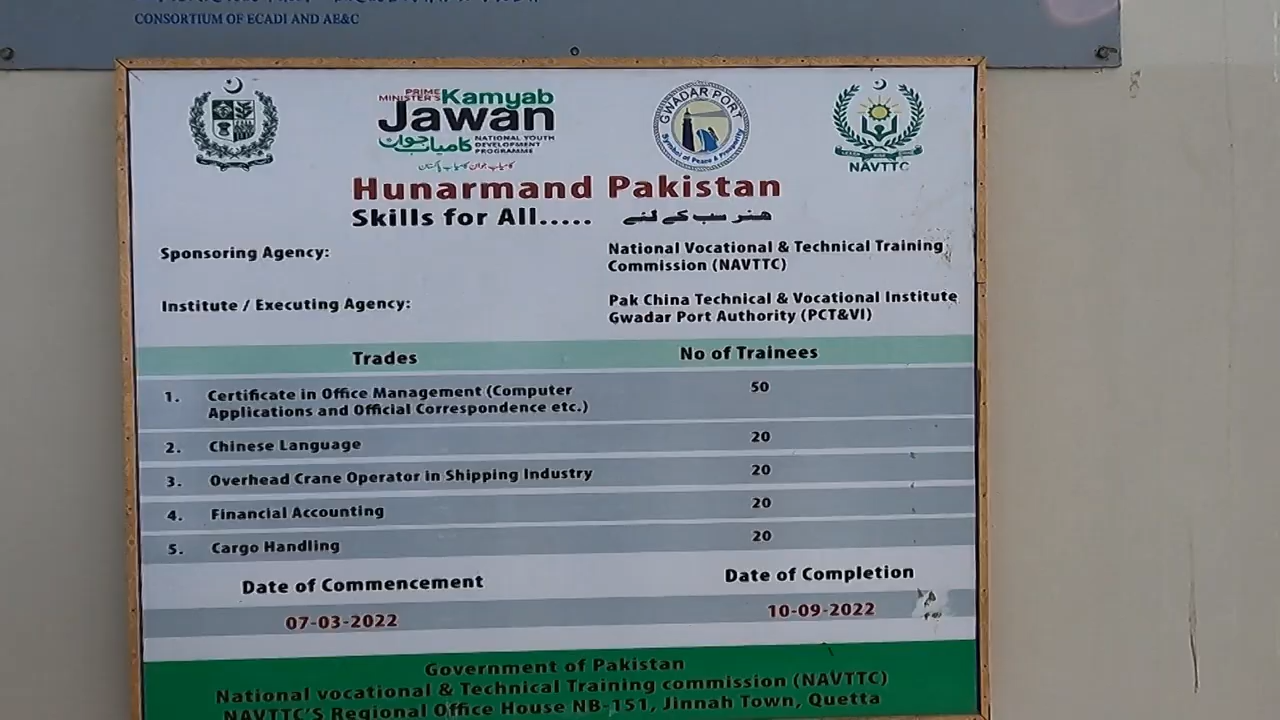 CONSORTIUM OF ECADI AND AE&C
PRIME MINISTER'S Kamyab
Jawan
کامیاب جوان NATIONAL YOUTH DEVELOPMENT PROGRAMME
کامیاب جوان کامیاب پاکستان
GWADAR PORT
Symbol of Peace & Prosperity
NAVTTC
Hunarmand Pakistan
Skills for All..... ھنر سب کے لئے
Sponsoring Agency: National Vocational & Technical Training
Commission (NAVTTC)
Institute / Executing Agency: Pak China Technical & Vocational Institute
Gwadar Port Authority (PCT&VI)
Trades No of Trainees
1. Certificate in Office Management (Computer 50
Applications and Official Correspondence etc.)
2. Chinese Language 20
3. Overhead Crane Operator in Shipping Industry 20
4. Financial Accounting 20
5. Cargo Handling 20
Date of Commencement Date of Completion
07-03-2022 10-09-2022
Government of Pakistan
National vocational & Technical Training commission (NAVTTC)
NAVTTC'S Regional Office House NB-151, Jinnah Town, Quetta